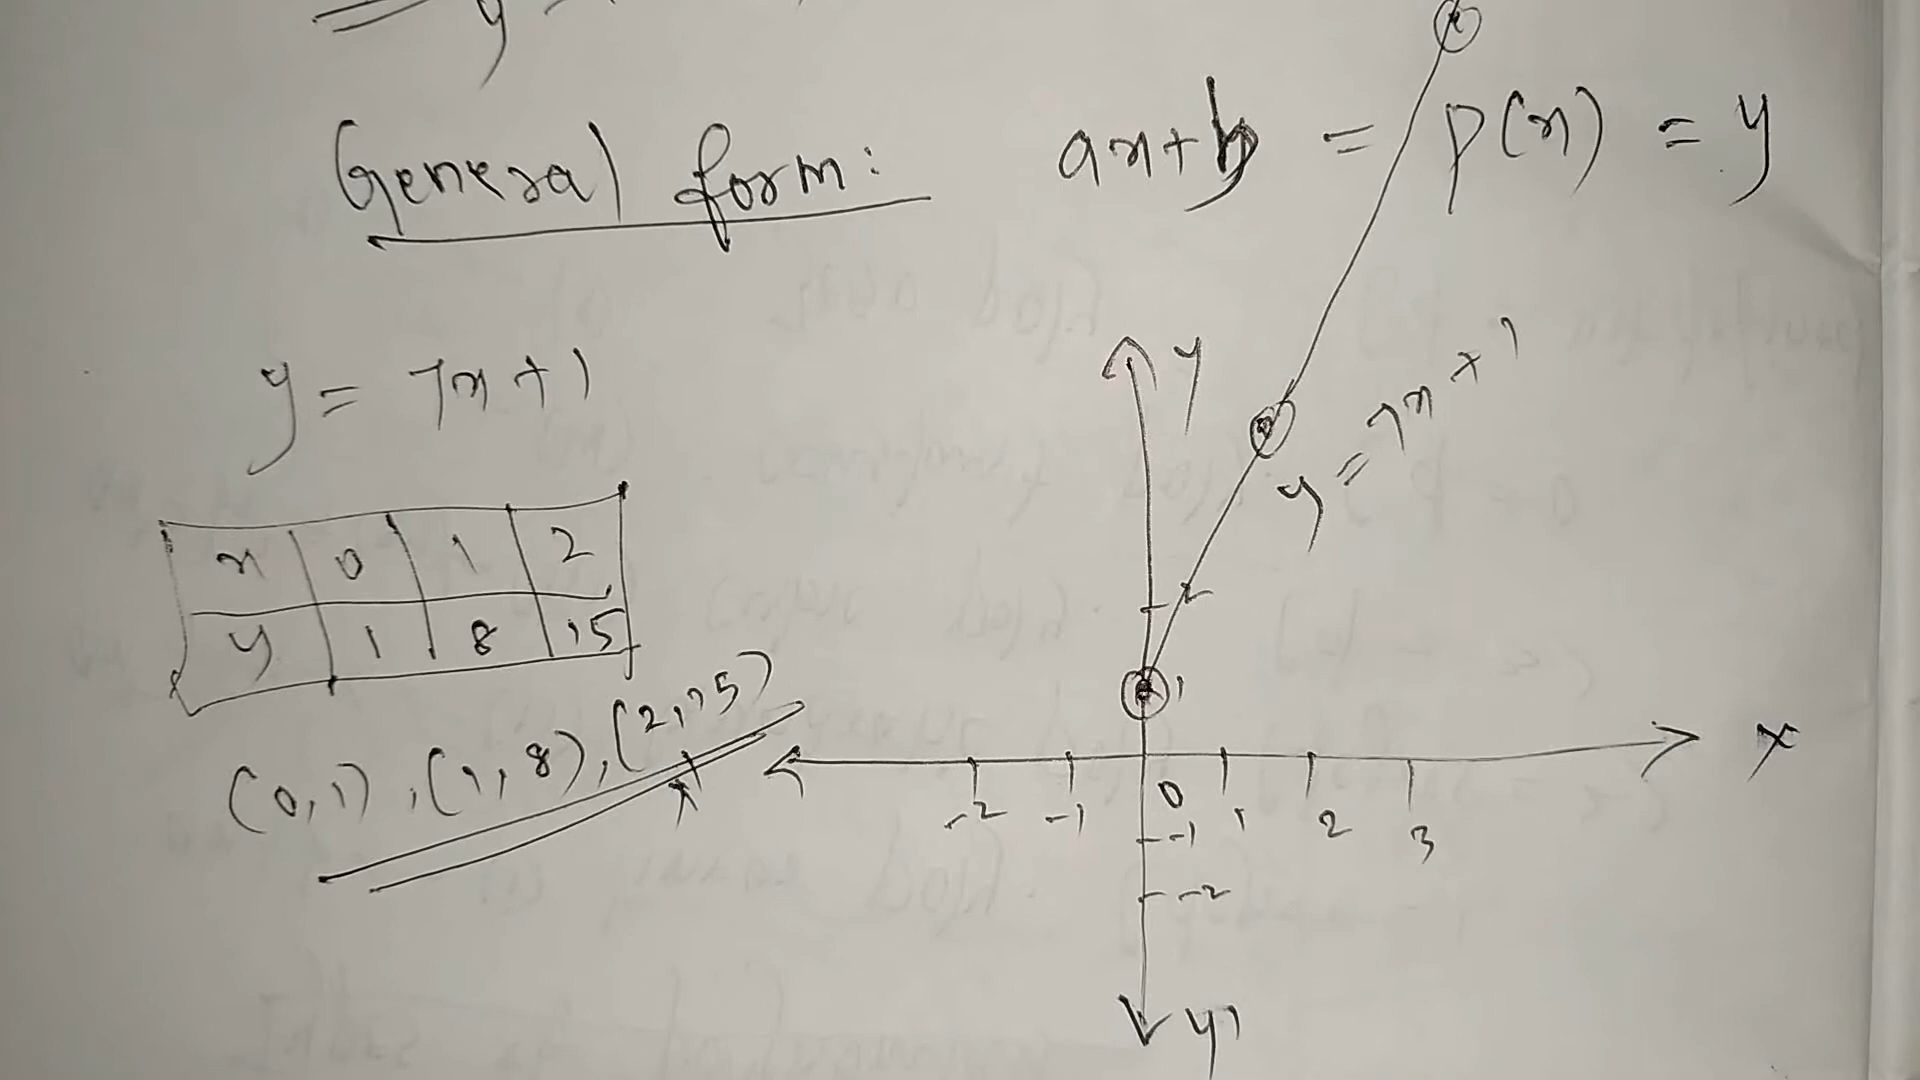 = y
General form: ax+b = p(x) = y
y = 7x+1
x 0 1 2
y 1 8 15
(0,1), (1,8), (2,15)
y
y = 7x+1
2
1
x
-2 -1 0 1 2 3
-1
-2
y1